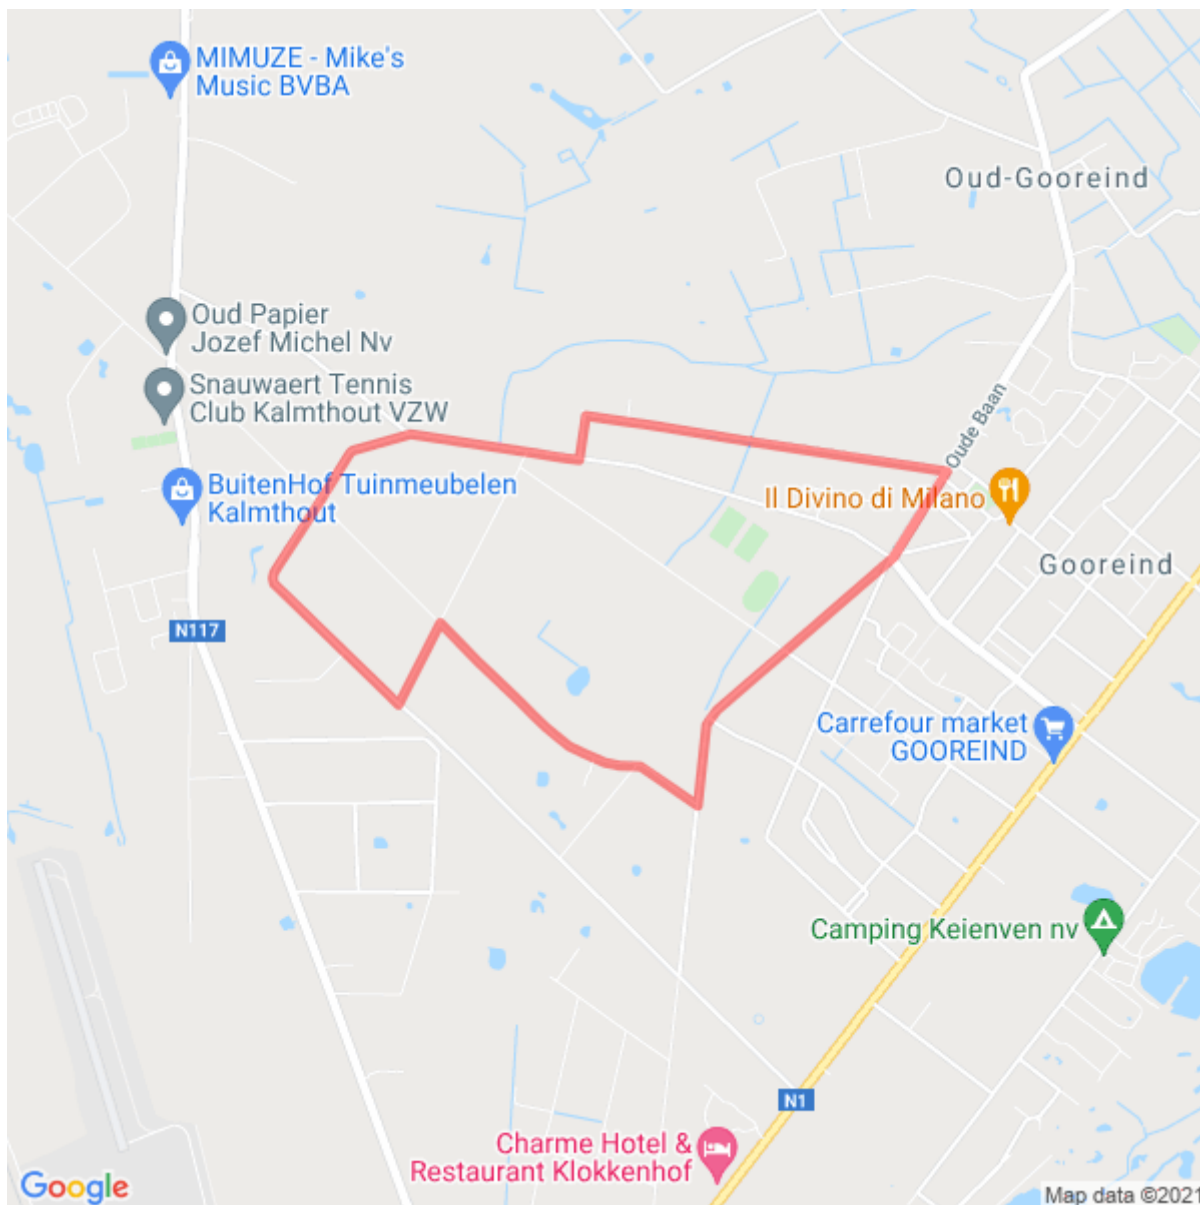 MIMUZE - Mike's
Music BVBA
Oud-Gooreind
Oud Papier
Jozef Michel Nv
Snauwaert Tennis
Club Kalmthout VZW
Oude Baan
BuitenHof Tuinmeubelen
Kalmthout
Il Divino di Milano
Gooreind
N117
Carrefour market
GOOREIND
Camping Keienven nv
N1
Charme Hotel &
Restaurant Klokkenhof
Google
Map data ©2021